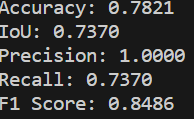 Accuracy: 0.7821
IoU: 0.7370
Precision: 1.0000
Recall: 0.7370
F1 Score: 0.8486